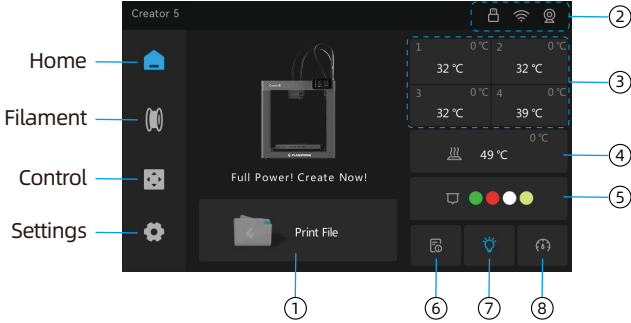 Creator 5
②
Home
1 0 ℃ 2 0 ℃
32 ℃ 32 ℃
③
3 0 ℃ 4 0 ℃
32 ℃ 39 ℃
Filament
0 ℃
49 ℃
④
Control
Full Power! Create Now!
⑤
Settings
Print File
① ⑥ ⑦ ⑧